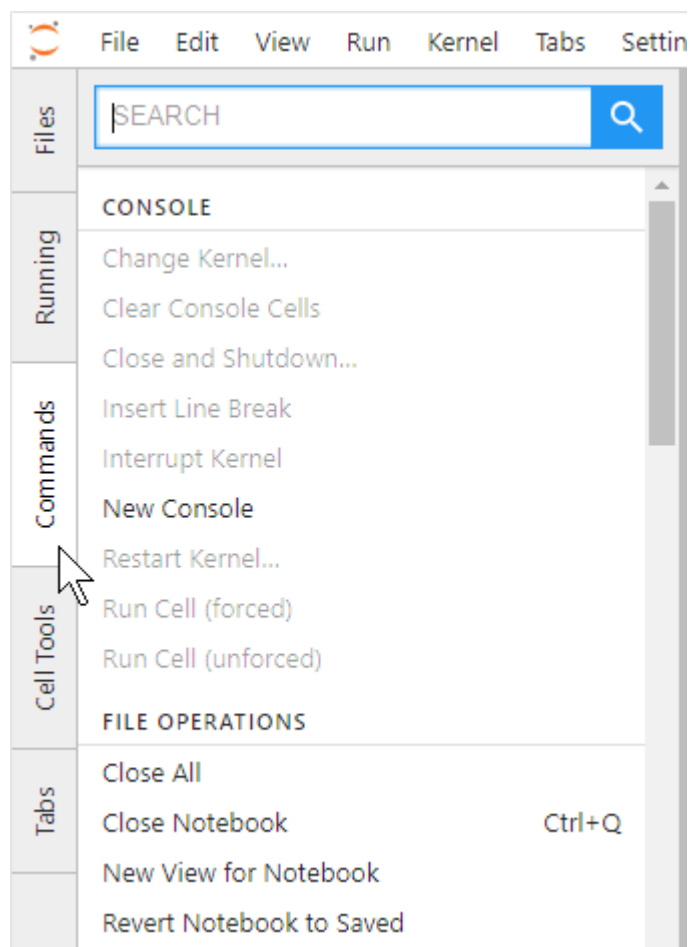 File Edit View Run Kernel Tabs Settin
Files
Running
Commands
Cell Tools
Tabs
SEARCH
CONSOLE
Change Kernel...
Clear Console Cells
Close and Shutdown...
Insert Line Break
Interrupt Kernel
New Console
Restart Kernel...
Run Cell (forced)
Run Cell (unforced)
FILE OPERATIONS
Close All
Close Notebook Ctrl+Q
New View for Notebook
Revert Notebook to Saved